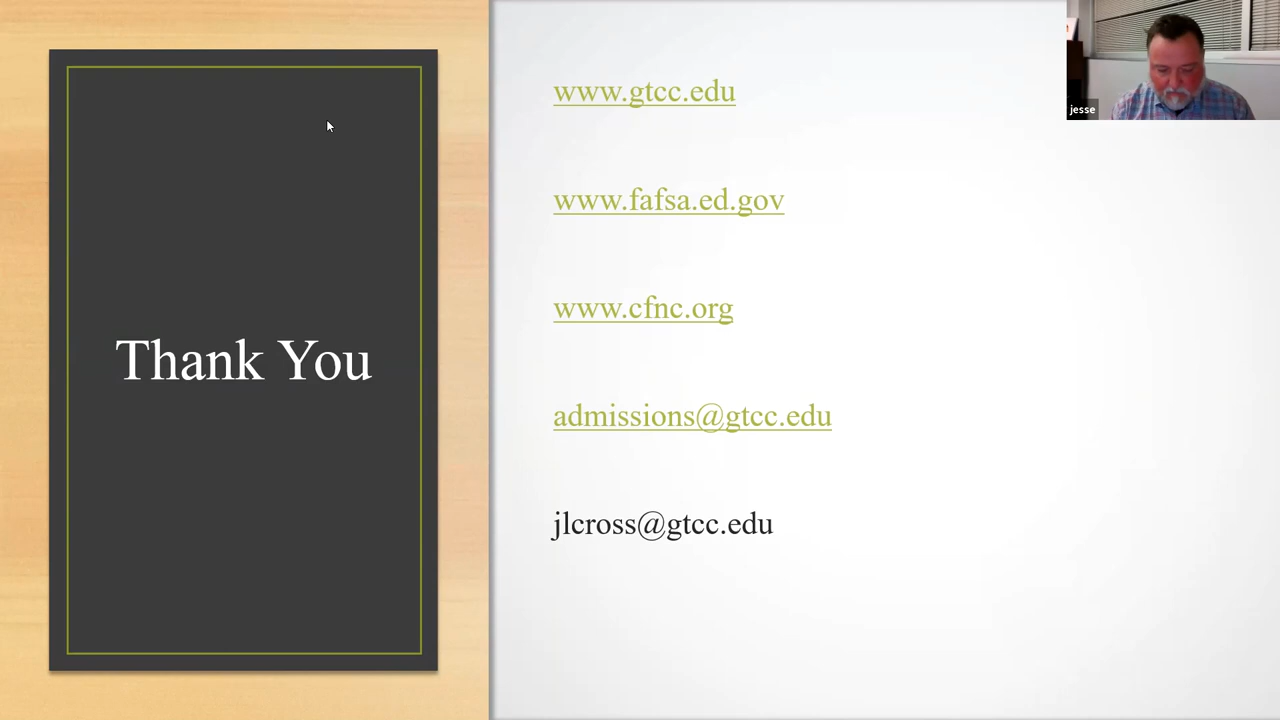 Thank You
www.gtcc.edu
www.fafsa.ed.gov
www.cfnc.org
admissions@gtcc.edu
jlcross@gtcc.edu
jesse